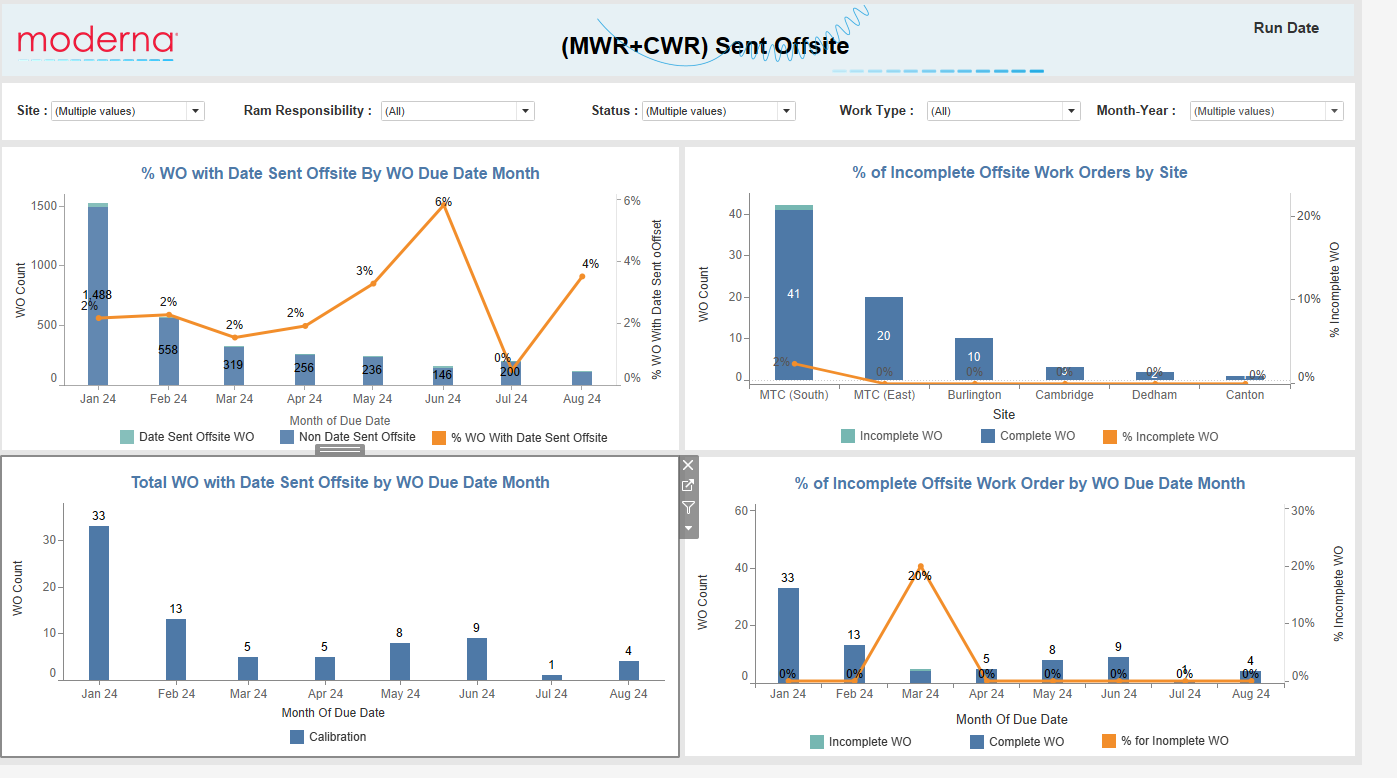 moderna
(MWR+CWR) Sent Offsite
Run Date
Site : (Multiple values)
Ram Responsibility : (All)
Status : (Multiple values)
Work Type : (All)
Month-Year : (Multiple values)
% WO with Date Sent Offsite By WO Due Date Month
WO Count
1500
1000
500
0
1,488
558
319
256
236
146
200
2%
2%
2%
2%
3%
6%
0%
4%
6%
4%
2%
0%
% WO With Date Sent oOffset
Jan 24 Feb 24 Mar 24 Apr 24 May 24 Jun 24 Jul 24 Aug 24
Month of Due Date
Date Sent Offsite WO Non Date Sent Offsite % WO With Date Sent Offsite
% of Incomplete Offsite Work Orders by Site
WO Count
40
30
20
10
0
41
20
10
2%
0%
0%
0%
0%
0%
20%
10%
0%
% Incomplete WO
MTC (South) MTC (East) Burlington Cambridge Dedham Canton
Site
Incomplete WO Complete WO % Incomplete WO
Total WO with Date Sent Offsite by WO Due Date Month
WO Count
30
20
10
0
33
13
5
5
8
9
1
4
Jan 24 Feb 24 Mar 24 Apr 24 May 24 Jun 24 Jul 24 Aug 24
Month Of Due Date
Calibration
% of Incomplete Offsite Work Order by WO Due Date Month
WO Count
60
40
20
0
33
13
5
8
9
1
4
0%
0%
20%
0%
0%
0%
0%
0%
30%
20%
10%
0%
% Incomplete WO
Jan 24 Feb 24 Mar 24 Apr 24 May 24 Jun 24 Jul 24 Aug 24
Month Of Due Date
Incomplete WO Complete WO % for Inomplete WO